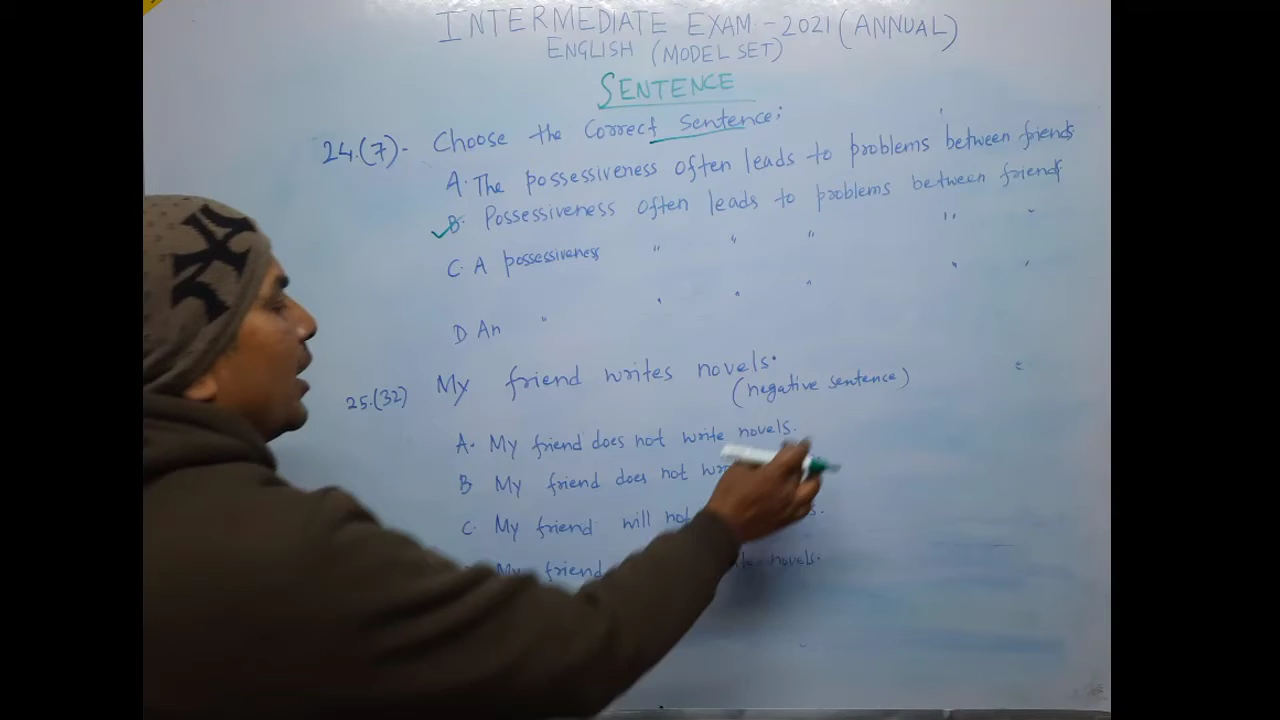 INTERMEDIATE EXAM - 2021 (ANNUAL)
ENGLISH (MODEL SET)
SENTENCE
24.(7)- Choose the Correct Sentence:
A. The possessiveness often leads to problems between friends
B. Possessiveness often leads to problems between friends
C. A possessiveness " " " " "
D An " " " " " "
25.(32) My friend writes novels.
(negative sentence)
A. My friend does not write novels.
B My friend does not
C. My friend will not
My friend novels.